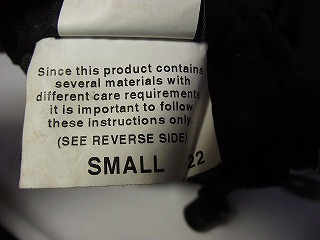 Since this product contains
several materials with
different care requirements
it is important to follow
these instructions only.
(SEE REVERSE SIDE)
SMALL 22